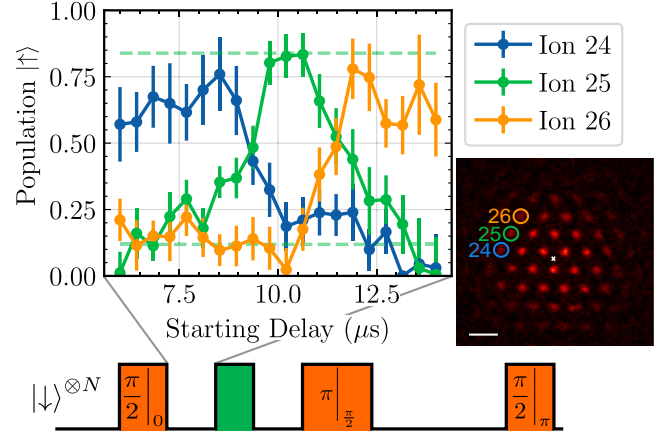 1.00
0.75
0.50
0.25
0.00
Population |↑⟩
7.5 10.0 12.5
Starting Delay (μs)
Ion 24
Ion 25
Ion 26
26
25
24
|↓⟩⊗N
π/2|0
π|π/2
π/2|π